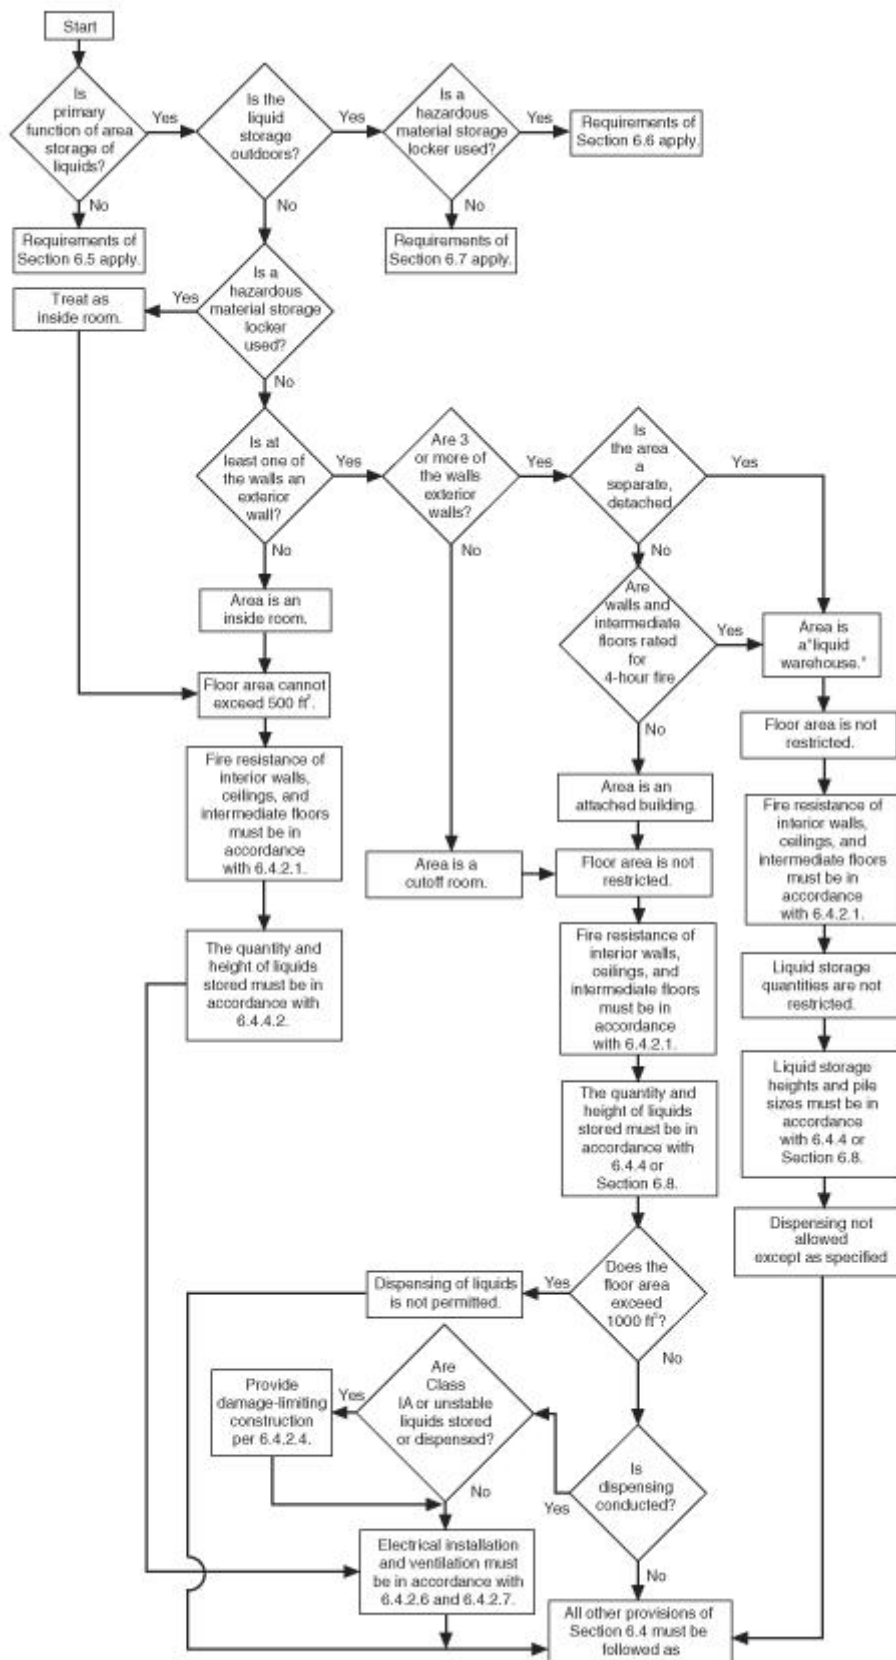 Start
Is
primary
function of area
storage of
liquids?
Yes
No
Is the
liquid
storage
outdoors?
Yes
No
Is a
hazardous
material storage
locker used?
Yes
No
Requirements of
Section 6.6 apply.
Requirements of
Section 6.5 apply.
Requirements of
Section 6.7 apply.
Is a
hazardous
material storage
locker
used?
Yes
No
Treat as
inside room.
Is at
least one of
the walls an
exterior
wall?
Yes
No
Are 3
or more of
the walls
exterior
walls?
Yes
No
Is
the area
a
separate,
detached
Yes
No
Area is an
inside room.
Are
walls and
intermediate
floors rated
for
4-hour fire
Yes
No
Area is
a "liquid
warehouse."
Floor area cannot
exceed 500 ft².
Floor area is not
restricted.
Fire resistance of
interior walls,
ceilings, and
intermediate floors
must be in
accordance
with 6.4.2.1.
Area is an
attached building.
Fire resistance of
interior walls,
ceilings, and
intermediate floors
must be in
accordance
with 6.4.2.1.
Area is a
cutoff room.
Floor area is not
restricted.
The quantity and
height of liquids
stored must be in
accordance with
6.4.4.2.
Fire resistance of
interior walls,
ceilings, and
intermediate floors
must be in
accordance
with 6.4.2.1.
Liquid storage
quantities are not
restricted.
Liquid storage
heights and pile
sizes must be in
accordance
with 6.4.4 or
Section 6.8.
The quantity and
height of liquids
stored must be in
accordance with
6.4.4 or
Section 6.8.
Dispensing not
allowed
except as specified
Does the
floor area
exceed
1000 ft²?
Yes
No
Dispensing of liquids
is not permitted.
Are
Class
IA or unstable
liquids stored
or dispensed?
Yes
No
Provide
damage-limiting
construction
per 6.4.2.4.
Is
dispensing
conducted?
Yes
No
Electrical installation
and ventilation must
be in accordance with
6.4.2.6 and 6.4.2.7.
All other provisions of
Section 6.4 must be
followed as